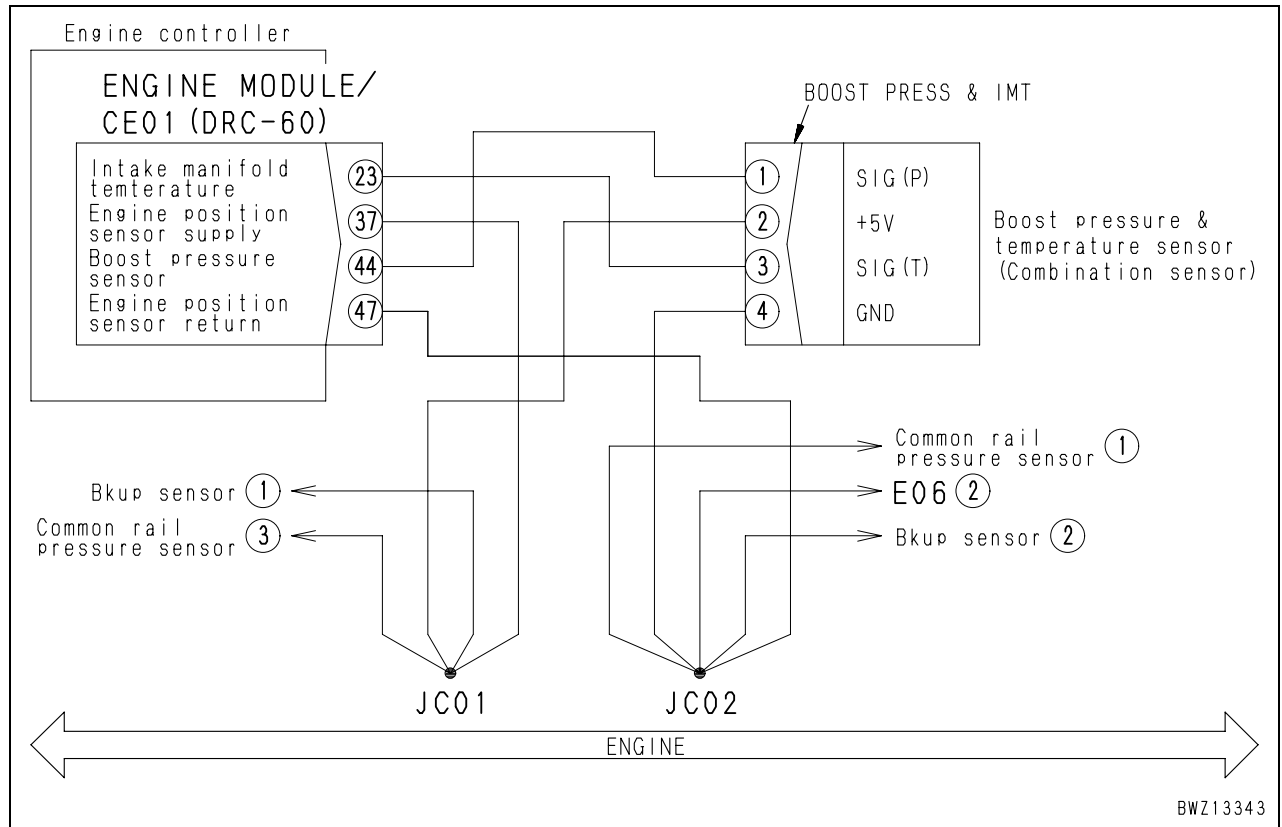 Engine controller
ENGINE MODULE/
CE01(DRC-60)
Intake manifold
temterature
Engine position
sensor supply
Boost pressure
sensor
Engine position
sensor return
23
37
44
47
BOOST PRESS & IMT
1
2
3
4
SIG(P)
+5V
SIG(T)
GND
Boost pressure &
temperature sensor
(Combination sensor)
Bkup sensor 1
Common rail
pressure sensor 3
Common rail
pressure sensor 1
E06 2
Bkup sensor 2
JC01
JC02
ENGINE
BWZ13343